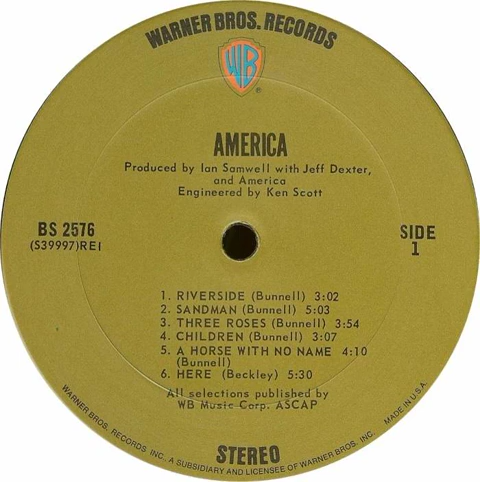 WARNER BROS. RECORDS
WB
®
AMERICA
Produced by Ian Samwell with Jeff Dexter,
and America
Engineered by Ken Scott
BS 2576
(S39997)RE1
SIDE
1
1. RIVERSIDE (Bunnell) 3:02
2. SANDMAN (Bunnell) 5:03
3. THREE ROSES (Bunnell) 3:54
4. CHILDREN (Bunnell) 3:07
5. A HORSE WITH NO NAME 4:10
(Bunnell)
6. HERE (Beckley) 5:30
All selections published by
WB Music Corp. ASCAP
STEREO
WARNER BROS. RECORDS INC. A SUBSIDIARY AND LICENSEE OF WARNER BROS. INC. MADE IN U.S.A.